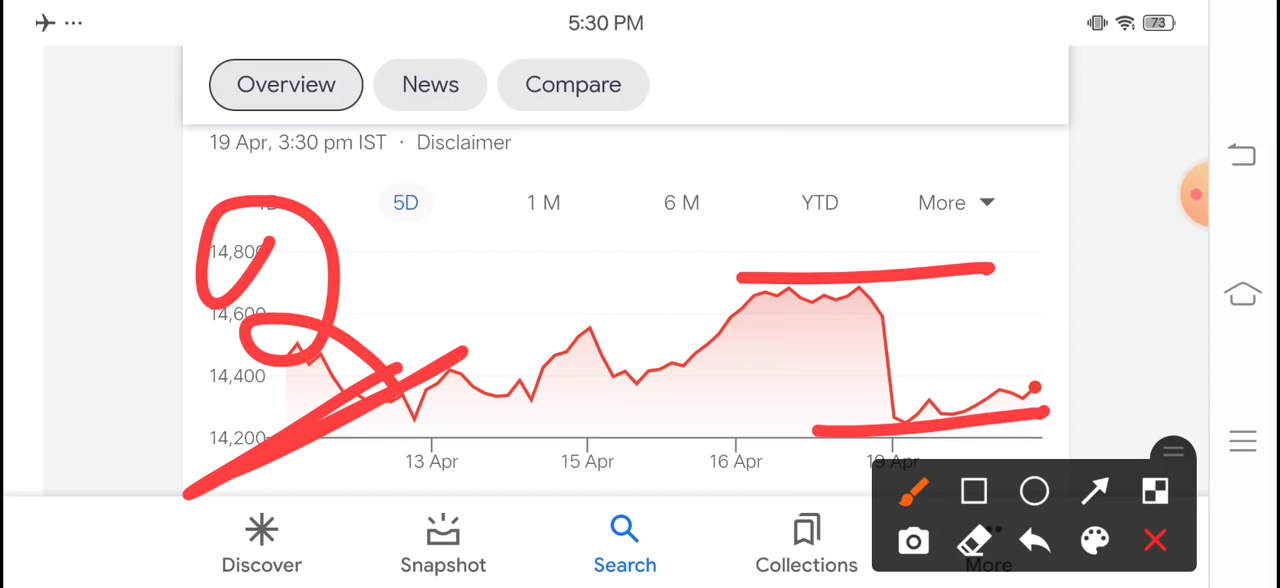 5:30 PM
73
Overview News Compare
19 Apr, 3:30 pm IST · Disclaimer
5D 1 M 6 M YTD More
14,800
14,600
14,400
14,200
13 Apr 15 Apr 16 Apr 19 Apr
Discover Snapshot Search Collections More